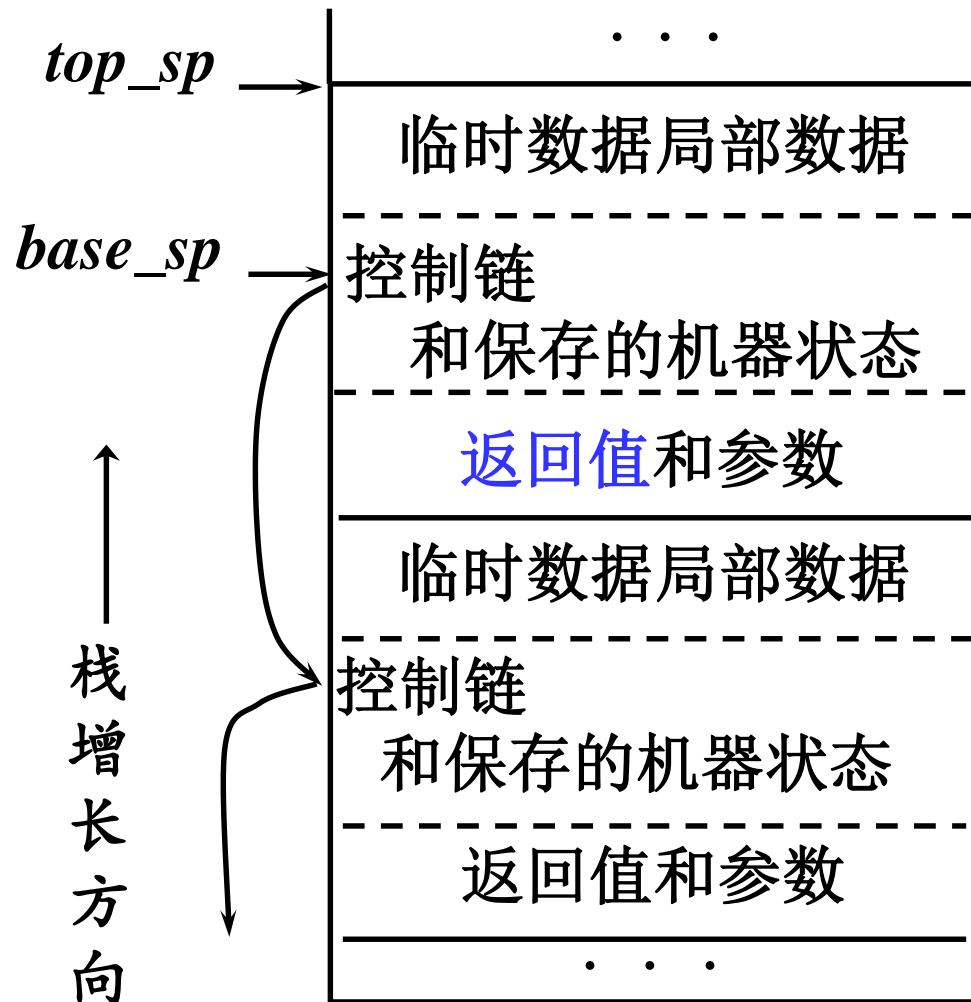 . . .
top_sp
临时数据局部数据
base_sp
控制链
和保存的机器状态
返回值和参数
临时数据局部数据
控制链
和保存的机器状态
返回值和参数
. . .
栈
增
长
方
向